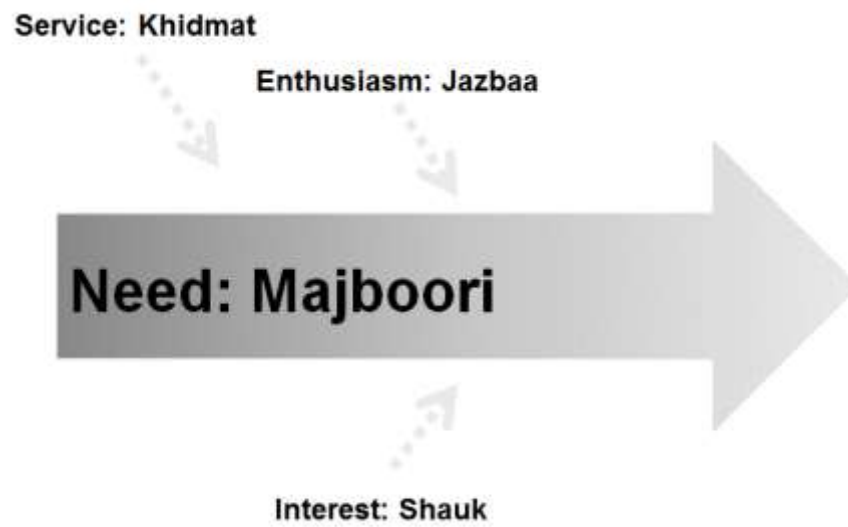 Service: Khidmat
Enthusiasm: Jazbaa
Need: Majboori
Interest: Shauk